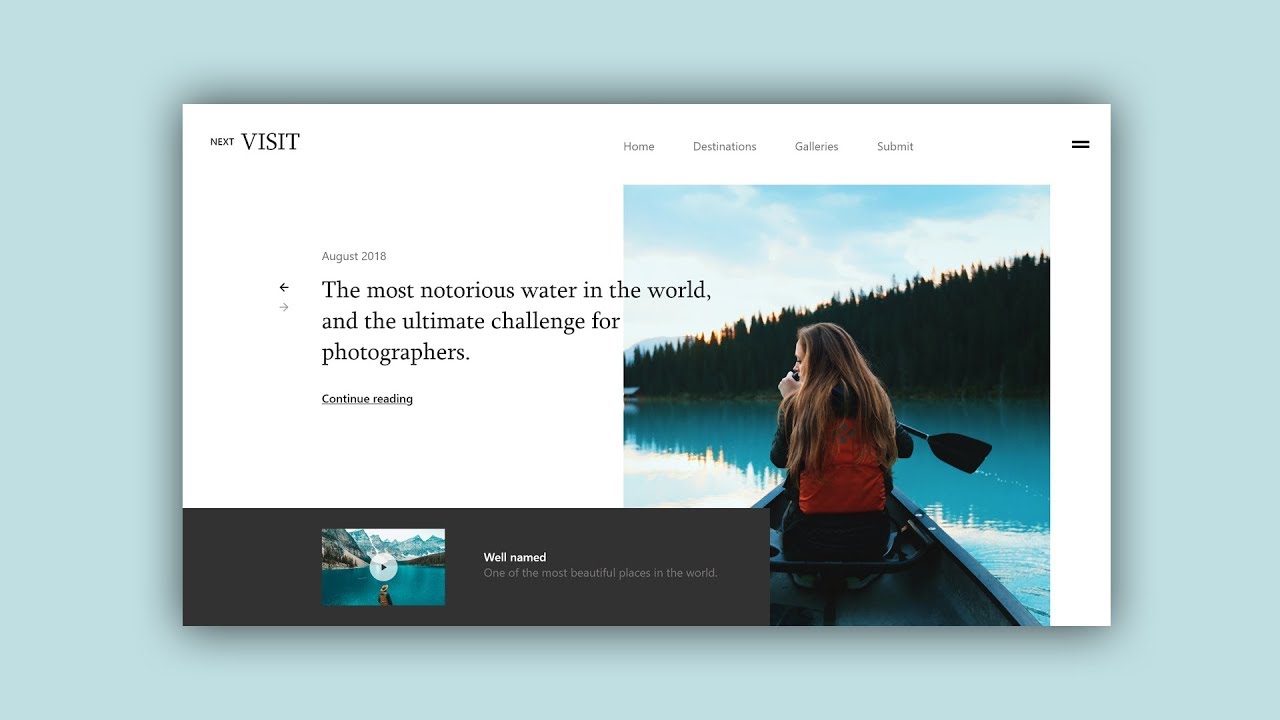 NEXT VISIT
Home Destinations Galleries Submit
August 2018
The most notorious water in the world,
and the ultimate challenge for
photographers.
Continue reading
Well named
One of the most beautiful places in the world.